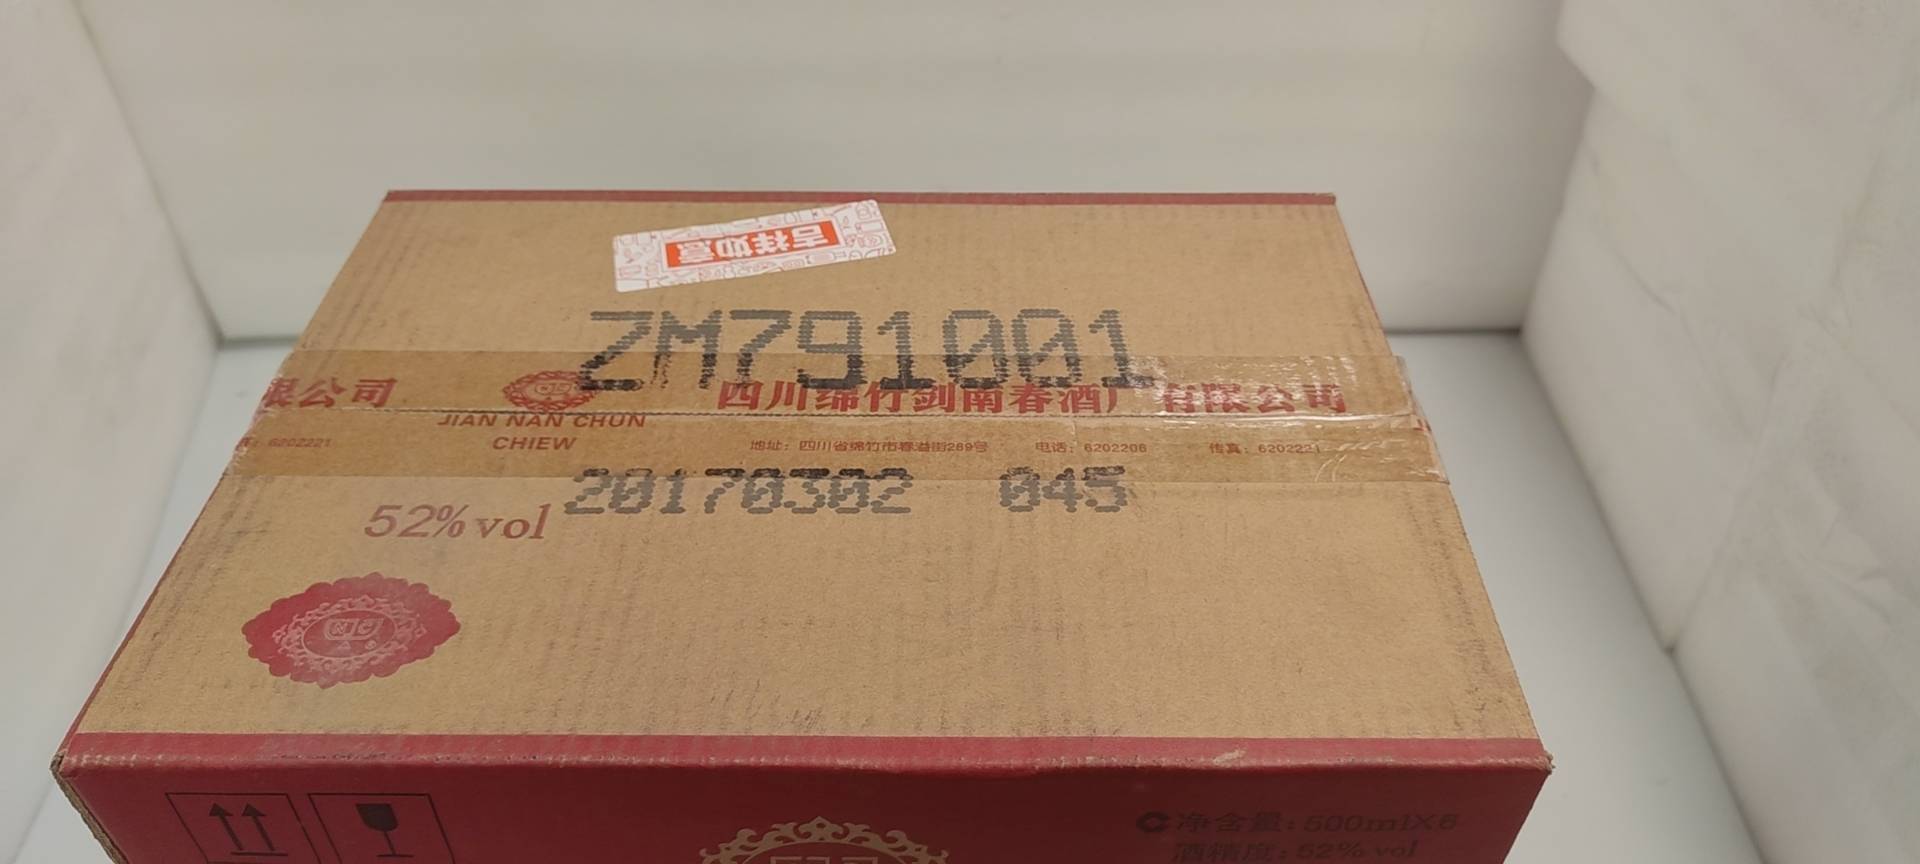 吉祥如意
ZM791001
限公司
四川绵竹剑南春酒厂有限公司
JIAN NAN CHUN
CHIEW
6202221
地址：四川省绵竹市春溢街289号 电话：6202206 传真：6202221
20170302 045
52%vol
NC
净含量：500mlX6
酒精度：52% vol